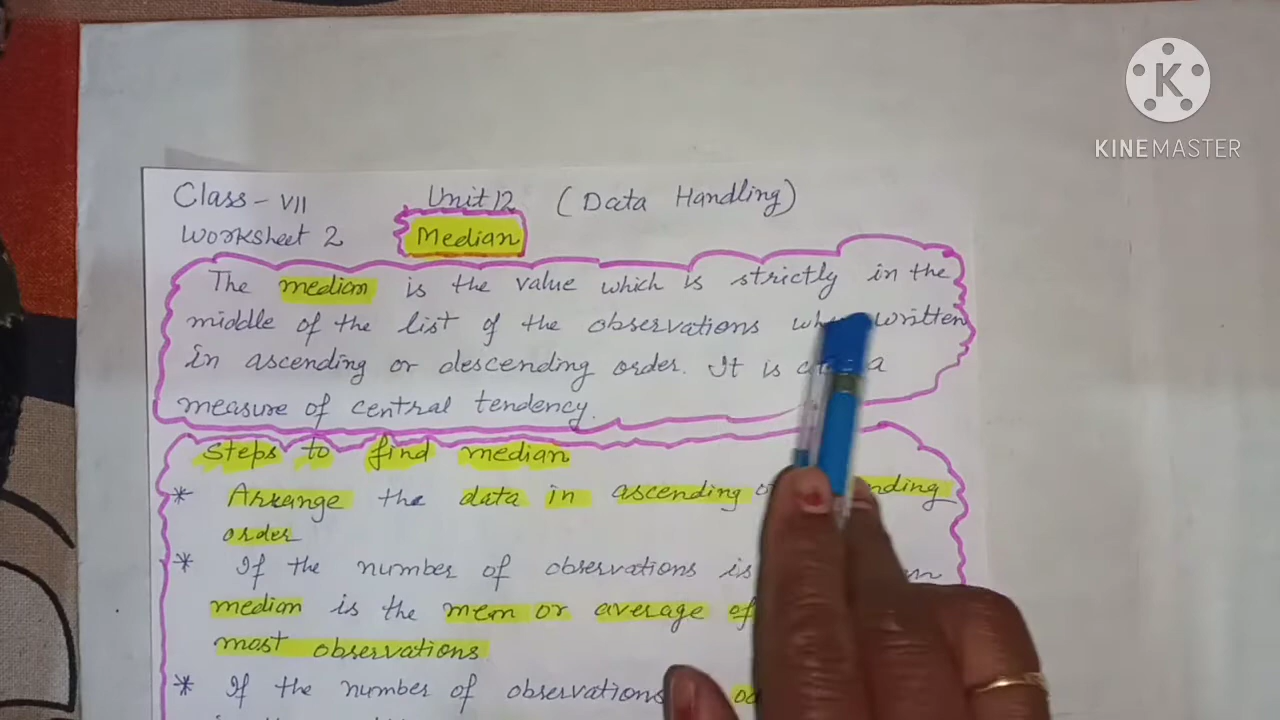 KINEMASTER
Class - VII Unit 12 (Data Handling)
Worksheet 2 Median
The median is the value which is strictly in the
middle of the list of the observations when written
in ascending or descending order. It is a
measure of central tendency.
Steps to find median
* Arrange the data in ascending
order
* If the number of observations is
median is the mean or average of
most observations
* If the number of observations